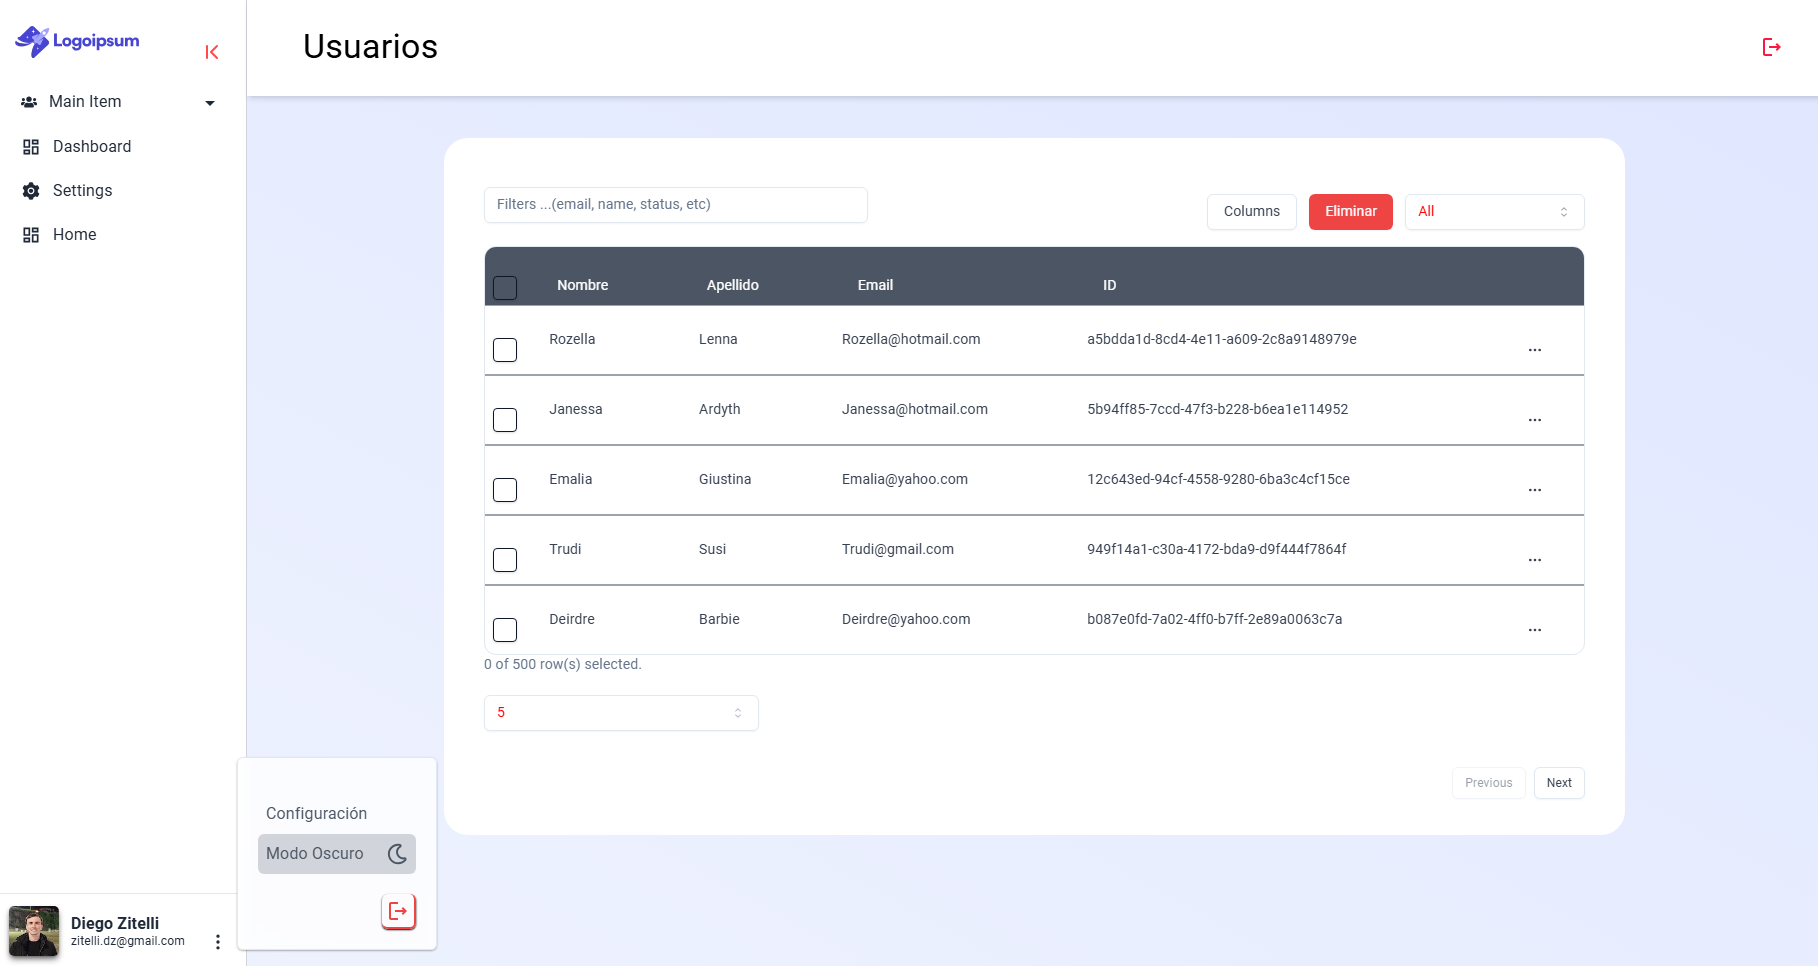 Logoipsum
Main Item
Dashboard
Settings
Home
Usuarios
Filters ...(email, name, status, etc)
Columns
Eliminar
All
Nombre Apellido Email ID
Rozella Lenna Rozella@hotmail.com a5bdda1d-8cd4-4e11-a609-2c8a9148979e ...
Janessa Ardyth Janessa@hotmail.com 5b94ff85-7ccd-47f3-b228-b6ea1e114952 ...
Emalia Giustina Emalia@yahoo.com 12c643ed-94cf-4558-9280-6ba3c4cf15ce ...
Trudi Susi Trudi@gmail.com 949f14a1-c30a-4172-bda9-d9f444f7864f ...
Deirdre Barbie Deirdre@yahoo.com b087e0fd-7a02-4ff0-b7ff-2e89a0063c7a ...
0 of 500 row(s) selected.
5
Previous Next
Configuración
Modo Oscuro
Diego Zitelli
zitelli.dz@gmail.com